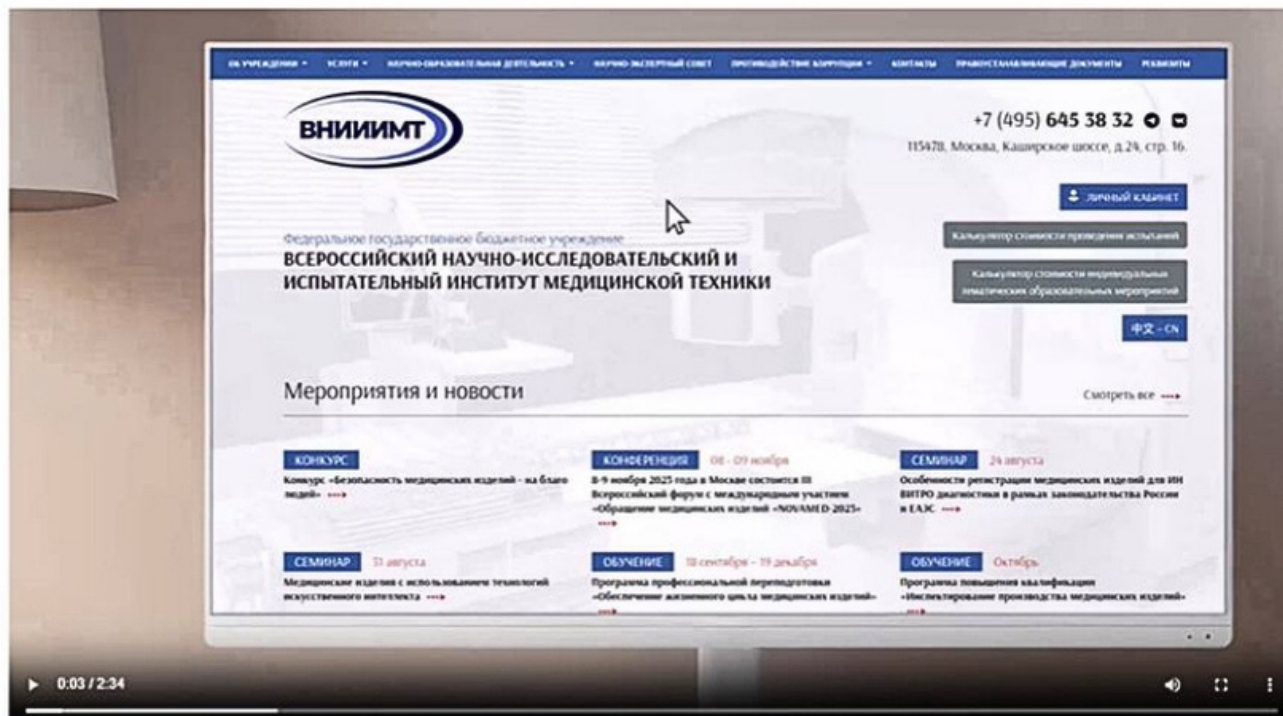 ОБ УЧРЕЖДЕНИИ УСЛУГИ НАУЧНО-ОБРАЗОВАТЕЛЬНАЯ ДЕЯТЕЛЬНОСТЬ НАУЧНО-ЭКСПЕРТНЫЙ СОВЕТ ПРОТИВОДЕЙСТВИЕ КОРРУПЦИИ КОНТАКТЫ ПРАВОУСТАНАВЛИВАЮЩИЕ ДОКУМЕНТЫ РЕКВИЗИТЫ
ВНИИИМТ
+7 (495) 645 38 32
115478, Москва, Каширское шоссе, д.24, стр. 16.
ЛИЧНЫЙ КАБИНЕТ
Калькулятор стоимости проведения испытаний
Калькулятор стоимости индивидуальных
тематических образовательных мероприятий
中文 - CN
Федеральное государственное бюджетное учреждение
ВСЕРОССИЙСКИЙ НАУЧНО-ИССЛЕДОВАТЕЛЬСКИЙ И
ИСПЫТАТЕЛЬНЫЙ ИНСТИТУТ МЕДИЦИНСКОЙ ТЕХНИКИ
Мероприятия и новости
Смотреть все
КОНКУРС
Конкурс «Безопасность медицинских изделий - на благо
людей»
КОНФЕРЕНЦИЯ 08 - 09 ноября
8-9 ноября 2023 года в Москве состоится III
Всероссийский форум с международным участием
«Обращение медицинских изделий «NOVAMED-2023»
СЕМИНАР 24 августа
Особенности регистрации медицинских изделий для ИН
ВИТРО диагностики в рамках законодательства России
и ЕАЭС
СЕМИНАР 31 августа
Медицинские изделия с использованием технологий
искусственного интеллекта
ОБУЧЕНИЕ 18 сентября - 19 декабря
Программа профессиональной переподготовки
«Обеспечение жизненного цикла медицинских изделий»
ОБУЧЕНИЕ Октябрь
Программа повышения квалификации
«Инспектирование производства медицинских изделий»
0:03 / 2:34